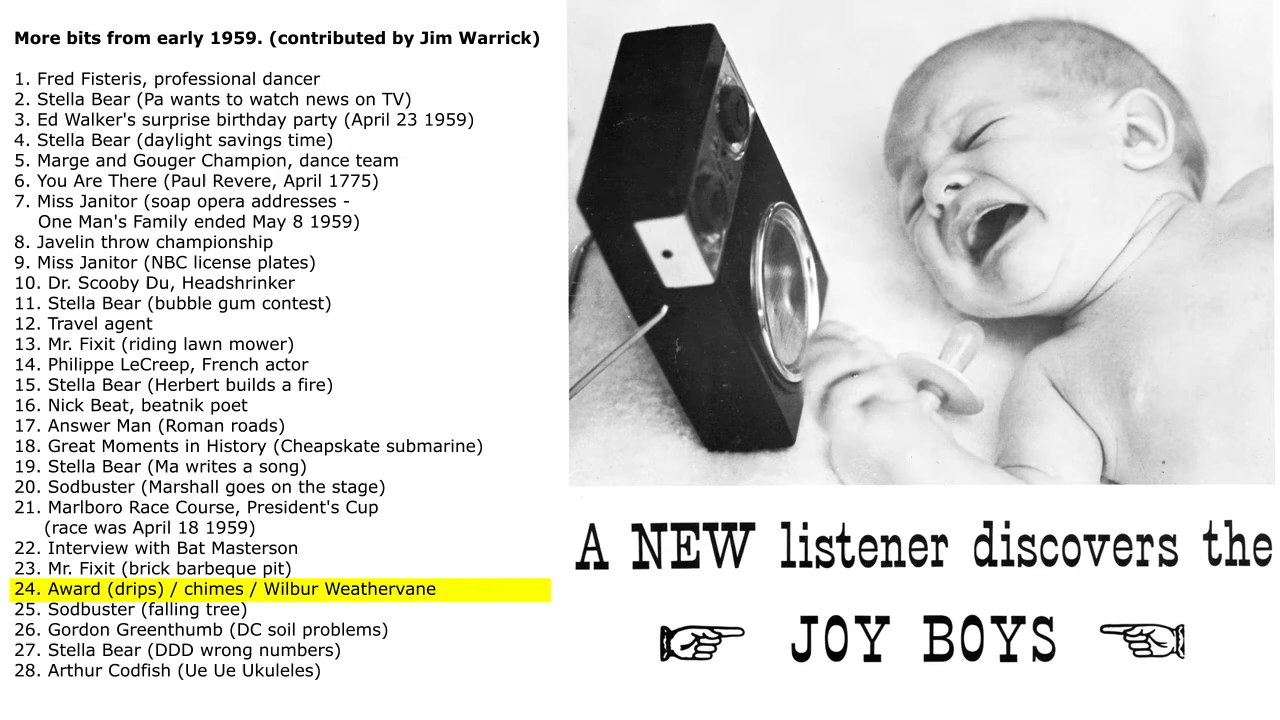 More bits from early 1959. (contributed by Jim Warrick)
1. Fred Fisteris, professional dancer
2. Stella Bear (Pa wants to watch news on TV)
3. Ed Walker's surprise birthday party (April 23 1959)
4. Stella Bear (daylight savings time)
5. Marge and Gouger Champion, dance team
6. You Are There (Paul Revere, April 1775)
7. Miss Janitor (soap opera addresses -
One Man's Family ended May 8 1959)
8. Javelin throw championship
9. Miss Janitor (NBC license plates)
10. Dr. Scooby Du, Headshrinker
11. Stella Bear (bubble gum contest)
12. Travel agent
13. Mr. Fixit (riding lawn mower)
14. Philippe LeCreep, French actor
15. Stella Bear (Herbert builds a fire)
16. Nick Beat, beatnik poet
17. Answer Man (Roman roads)
18. Great Moments in History (Cheapskate submarine)
19. Stella Bear (Ma writes a song)
20. Sodbuster (Marshall goes on the stage)
21. Marlboro Race Course, President's Cup
(race was April 18 1959)
22. Interview with Bat Masterson
23. Mr. Fixit (brick barbeque pit)
24. Award (drips) / chimes / Wilbur Weathervane
25. Sodbuster (falling tree)
26. Gordon Greenthumb (DC soil problems)
27. Stella Bear (DDD wrong numbers)
28. Arthur Codfish (Ue Ue Ukuleles)
A NEW listener discovers the
JOY BOYS